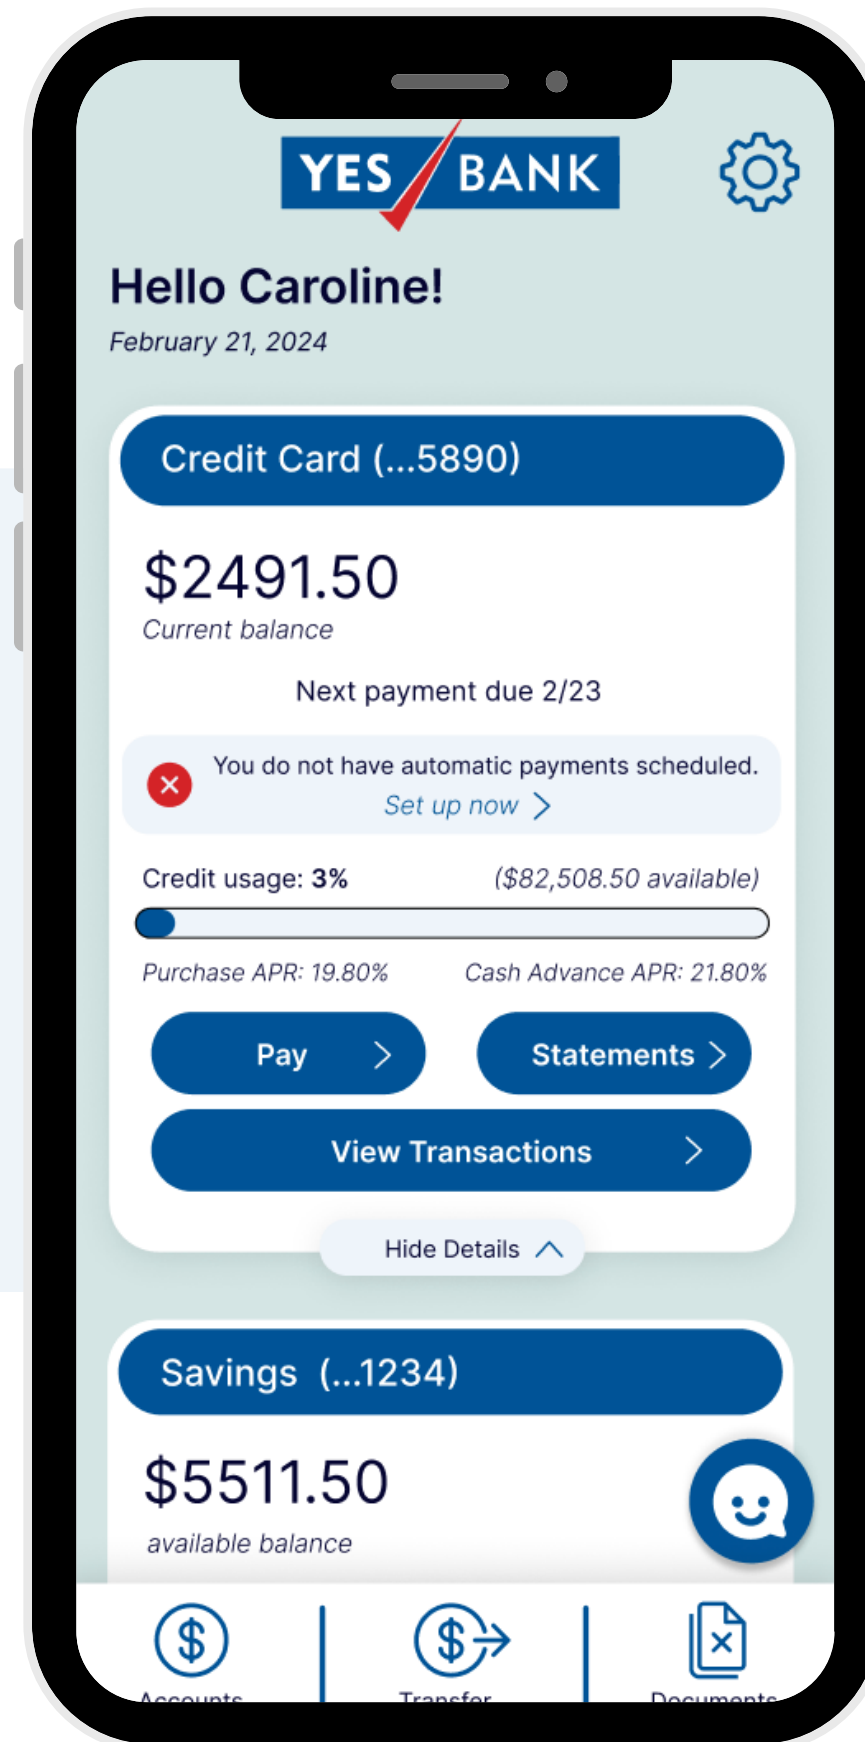 YES BANK
Hello Caroline!
February 21, 2024
Credit Card (...5890)
$2491.50
Current balance
Next payment due 2/23
You do not have automatic payments scheduled.
Set up now
Credit usage: 3% ($82,508.50 available)
Purchase APR: 19.80% Cash Advance APR: 21.80%
Pay Statements
View Transactions
Hide Details
Savings (...1234)
$5511.50
available balance
Accounts Transfer Documents